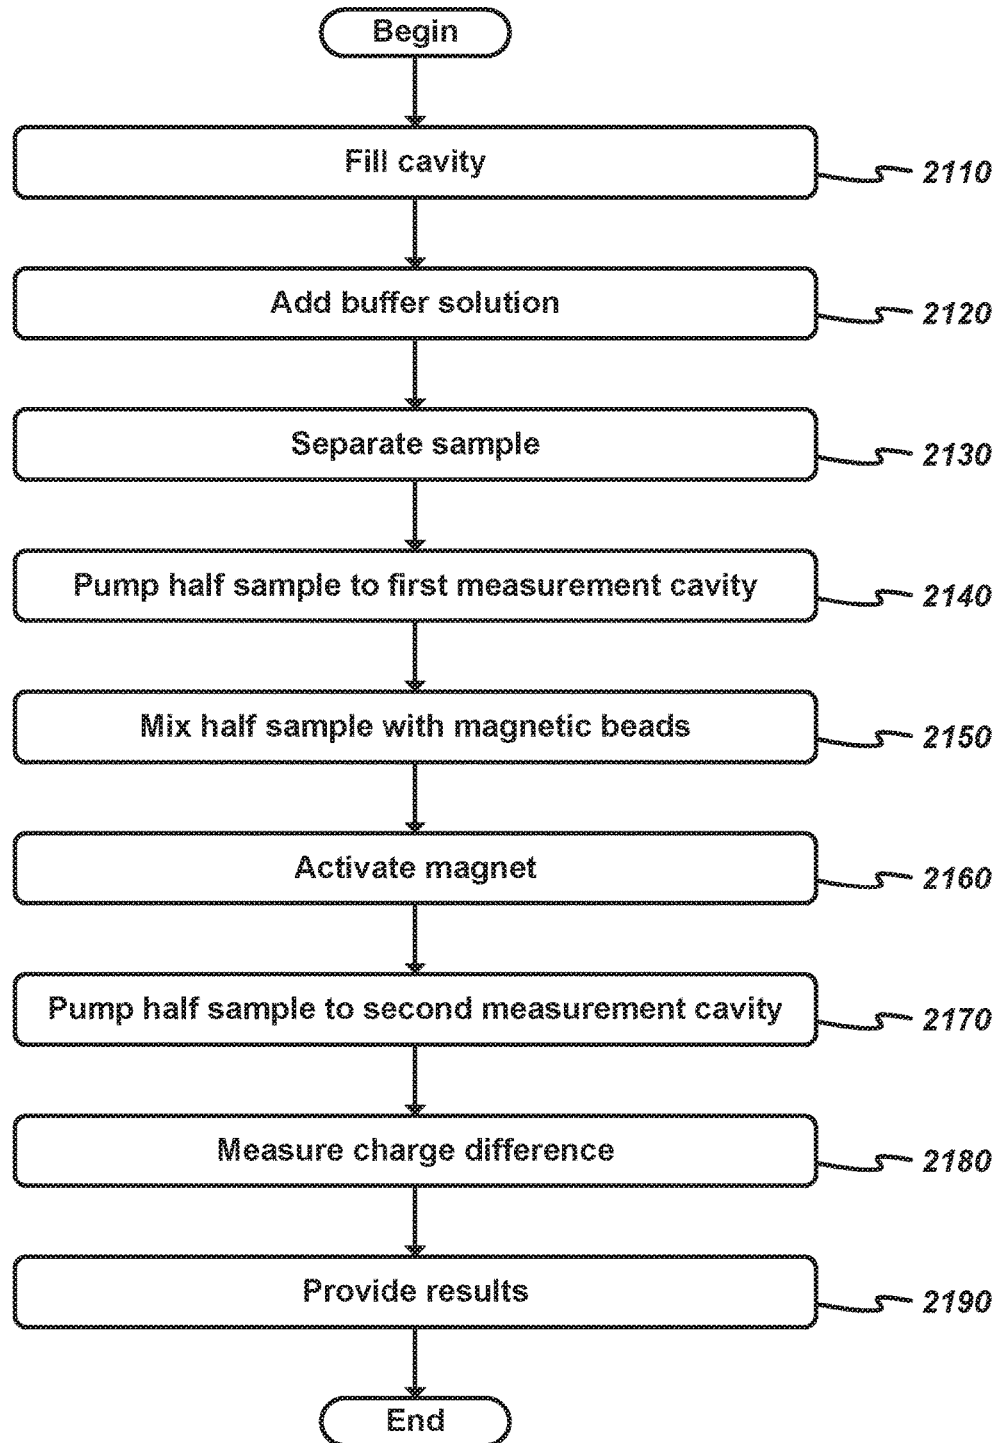 Begin
Fill cavity
2110
Add buffer solution
2120
Separate sample
2130
Pump half sample to first measurement cavity
2140
Mix half sample with magnetic beads
2150
Activate magnet
2160
Pump half sample to second measurement cavity
2170
Measure charge difference
2180
Provide results
2190
End